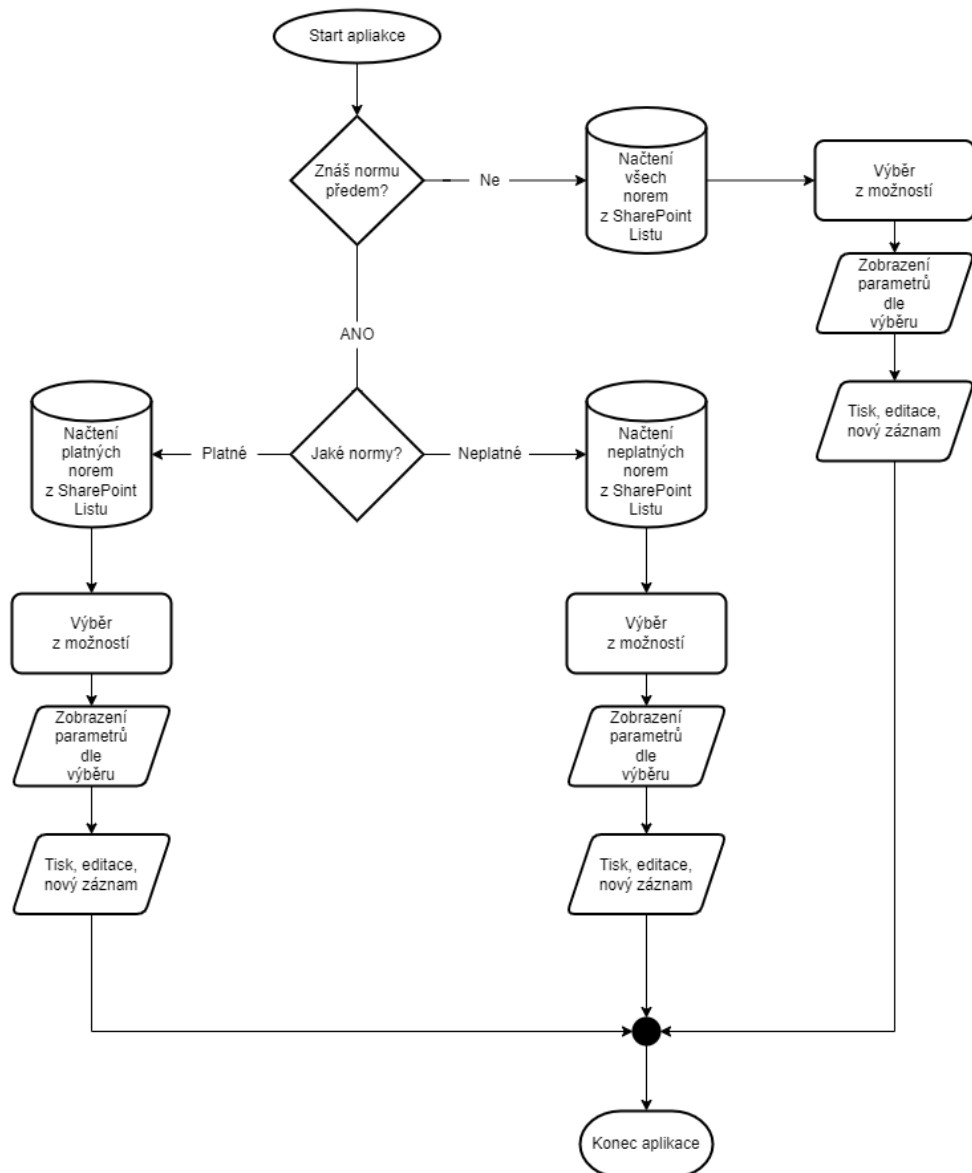 Start apliakce
Znáš normu
předem?
Ne
Načtení
všech
norem
z SharePoint
Listu
Výběr
z možností
Zobrazení
parametrů
dle
výběru
Tisk, editace,
nový záznam
ANO
Jaké normy?
Platné
Načtení
platných
norem
z SharePoint
Listu
Neplatné
Načtení
neplatných
norem
z SharePoint
Listu
Výběr
z možností
Zobrazení
parametrů
dle
výběru
Tisk, editace,
nový záznam
Výběr
z možností
Zobrazení
parametrů
dle
výběru
Tisk, editace,
nový záznam
Konec aplikace